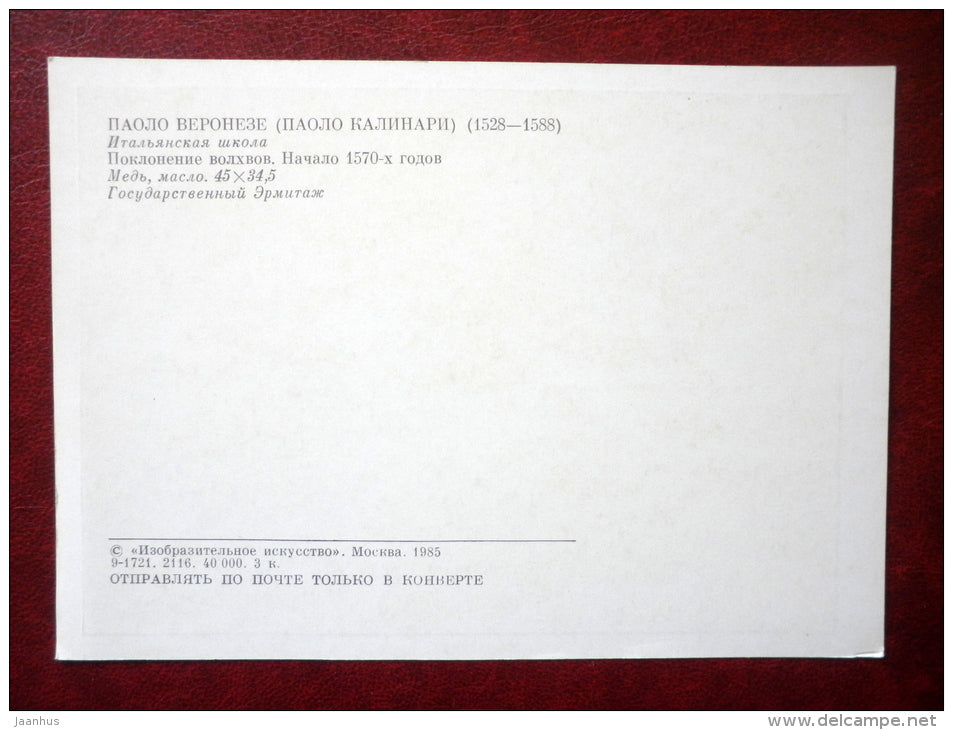 ПАОЛО ВЕРОНЕЗЕ (ПАОЛО КАЛИНАРИ) (1528—1588)
Итальянская школа
Поклонение волхвов. Начало 1570-х годов
Медь, масло. 45×34,5
Государственный Эрмитаж
© «Изобразительное искусство». Москва. 1985
9-1721. 2116. 40 000. 3 к.
ОТПРАВЛЯТЬ ПО ПОЧТЕ ТОЛЬКО В КОНВЕРТЕ
jaanhus
www.delcampe.net